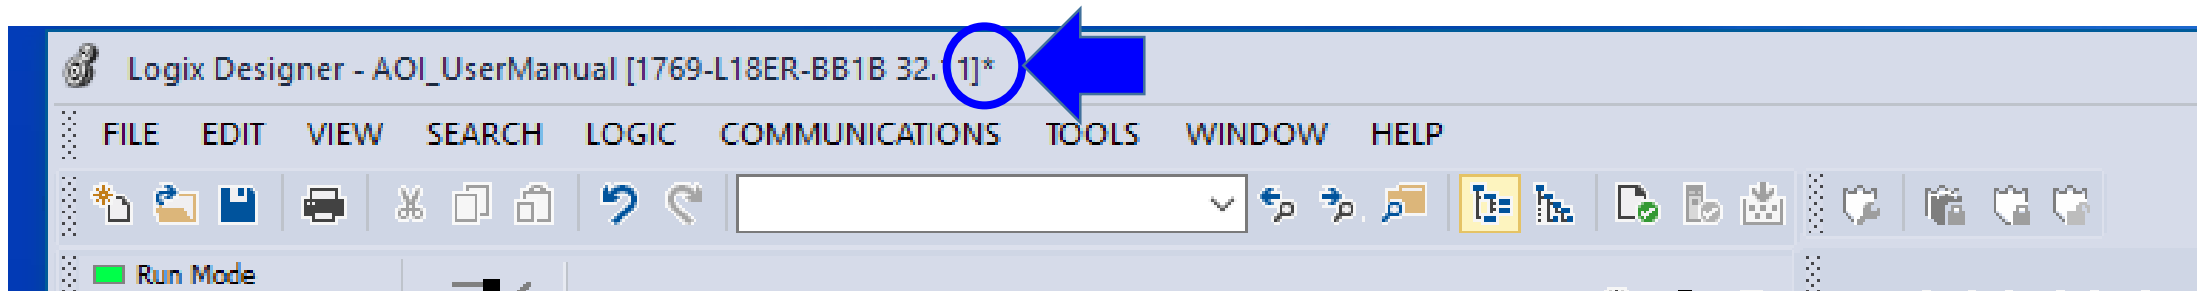 Logix Designer - AOI_UserManual [1769-L18ER-BB1B 32.11]*
FILE EDIT VIEW SEARCH LOGIC COMMUNICATIONS TOOLS WINDOW HELP
Run Mode